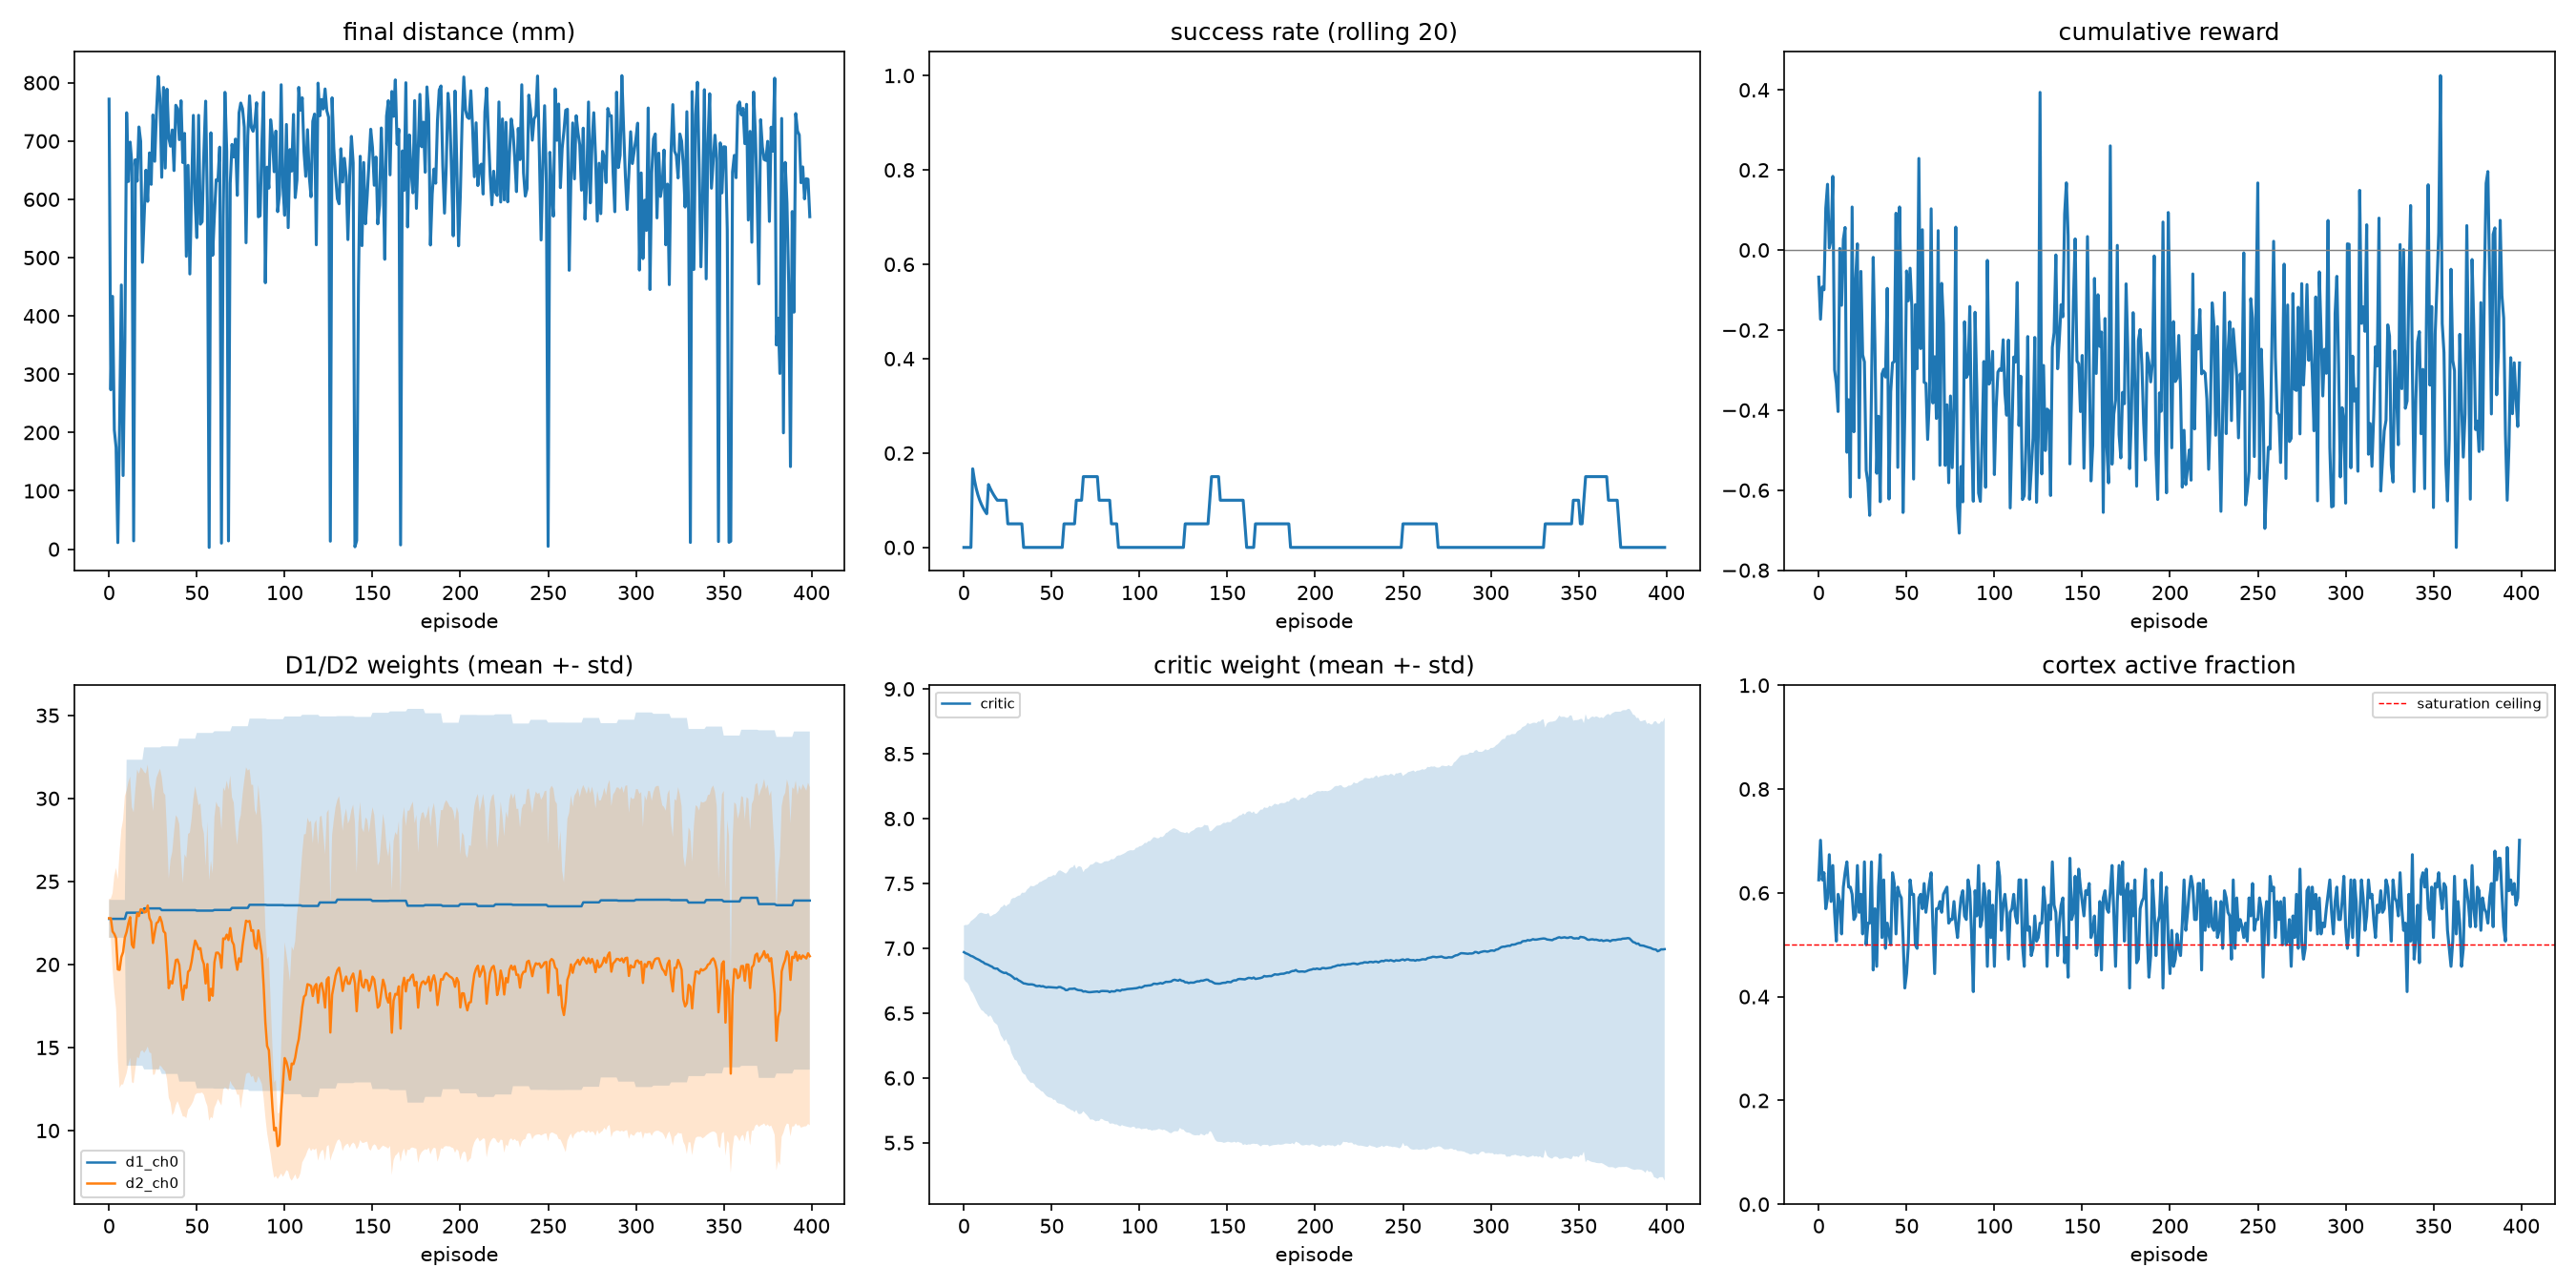 final distance (mm)
800
700
600
500
400
300
200
100
0
0 50 100 150 200 250 300 350 400
episode
success rate (rolling 20)
1.0
0.8
0.6
0.4
0.2
0.0
0 50 100 150 200 250 300 350 400
episode
cumulative reward
0.4
0.2
0.0
−0.2
−0.4
−0.6
−0.8
0 50 100 150 200 250 300 350 400
episode
D1/D2 weights (mean +- std)
35
30
25
20
15
10
d1_ch0
d2_ch0
0 50 100 150 200 250 300 350 400
episode
critic weight (mean +- std)
critic
9.0
8.5
8.0
7.5
7.0
6.5
6.0
5.5
0 50 100 150 200 250 300 350 400
episode
cortex active fraction
saturation ceiling
1.0
0.8
0.6
0.4
0.2
0.0
0 50 100 150 200 250 300 350 400
episode